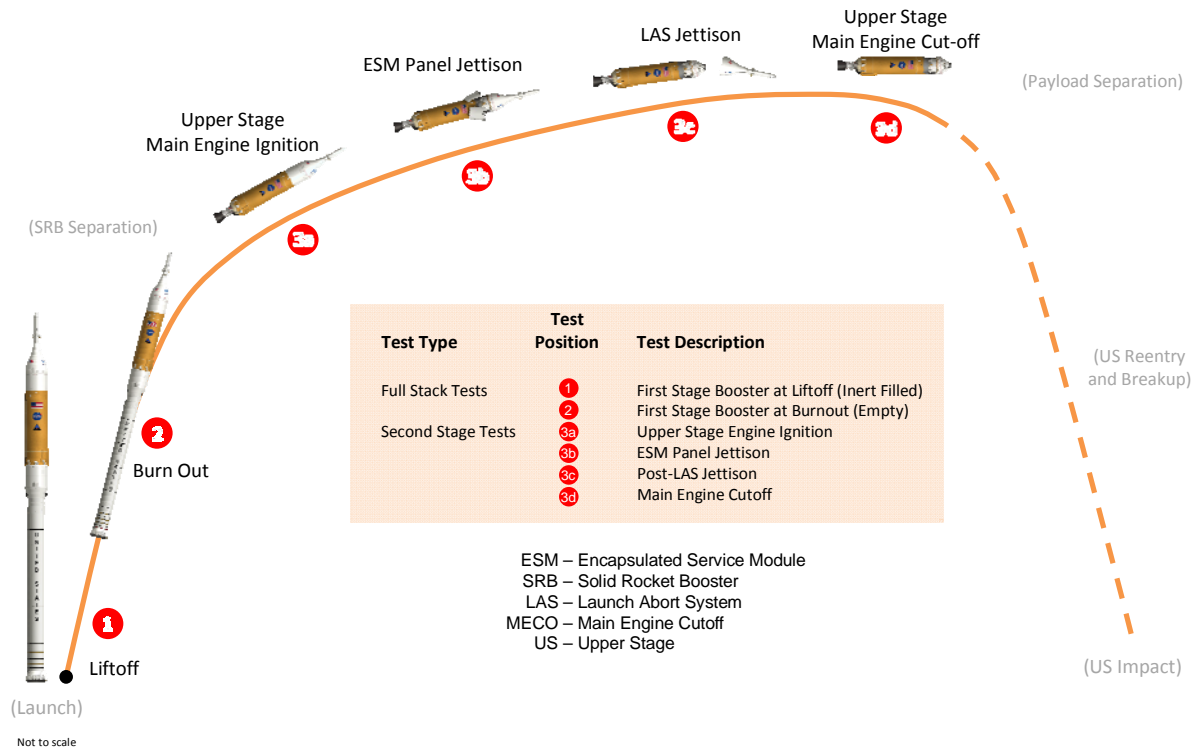 Upper Stage
Main Engine Cut-off
LAS Jettison
ESM Panel Jettison
(Payload Separation)
Upper Stage
Main Engine Ignition
3c
3d
3b
(SRB Separation)
3a
Test Type Test Position Test Description
Full Stack Tests 1 First Stage Booster at Liftoff (Inert Filled)
2 First Stage Booster at Burnout (Empty)
Second Stage Tests 3a Upper Stage Engine Ignition
3b ESM Panel Jettison
3c Post-LAS Jettison
3d Main Engine Cutoff
(US Reentry
and Breakup)
2
Burn Out
ESM – Encapsulated Service Module
SRB – Solid Rocket Booster
LAS – Launch Abort System
MECO – Main Engine Cutoff
US – Upper Stage
UNITED STATES
1
Liftoff
(US Impact)
(Launch)
Not to scale